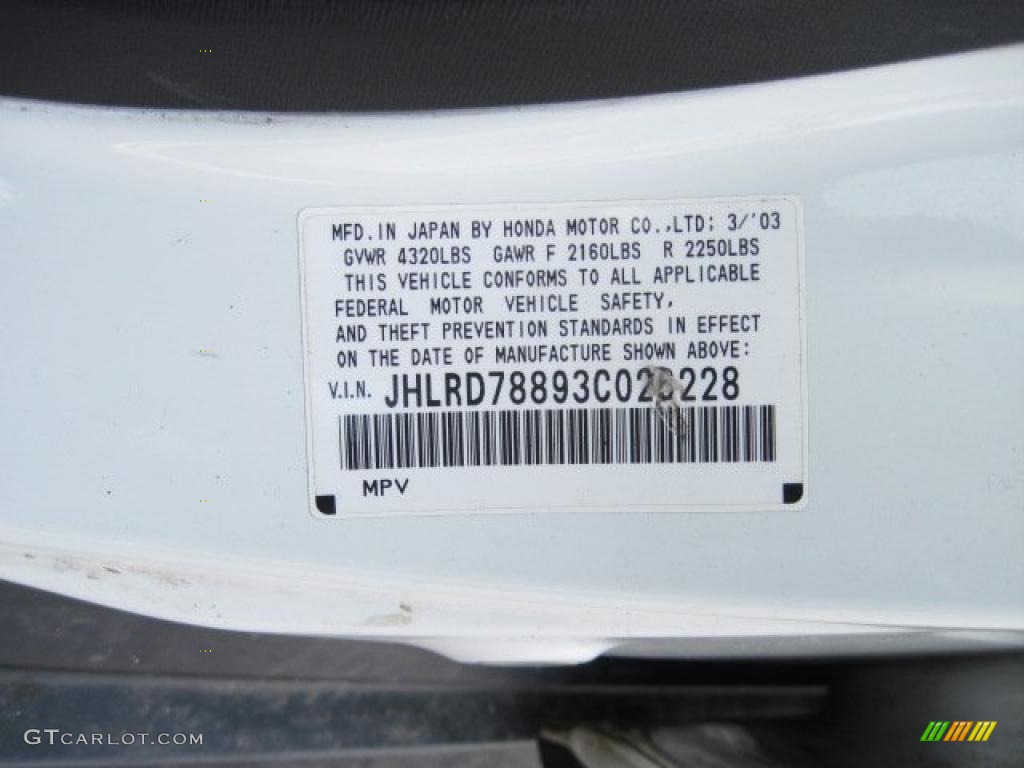 MFD. IN JAPAN BY HONDA MOTOR CO.,LTD; 3/'03
GVWR 4320LBS GAWR F 2160LBS R 2250LBS
THIS VEHICLE CONFORMS TO ALL APPLICABLE
FEDERAL MOTOR VEHICLE SAFETY,
AND THEFT PREVENTION STANDARDS IN EFFECT
ON THE DATE OF MANUFACTURE SHOWN ABOVE:
V.I.N.
MPV
GTCARLOT.COM